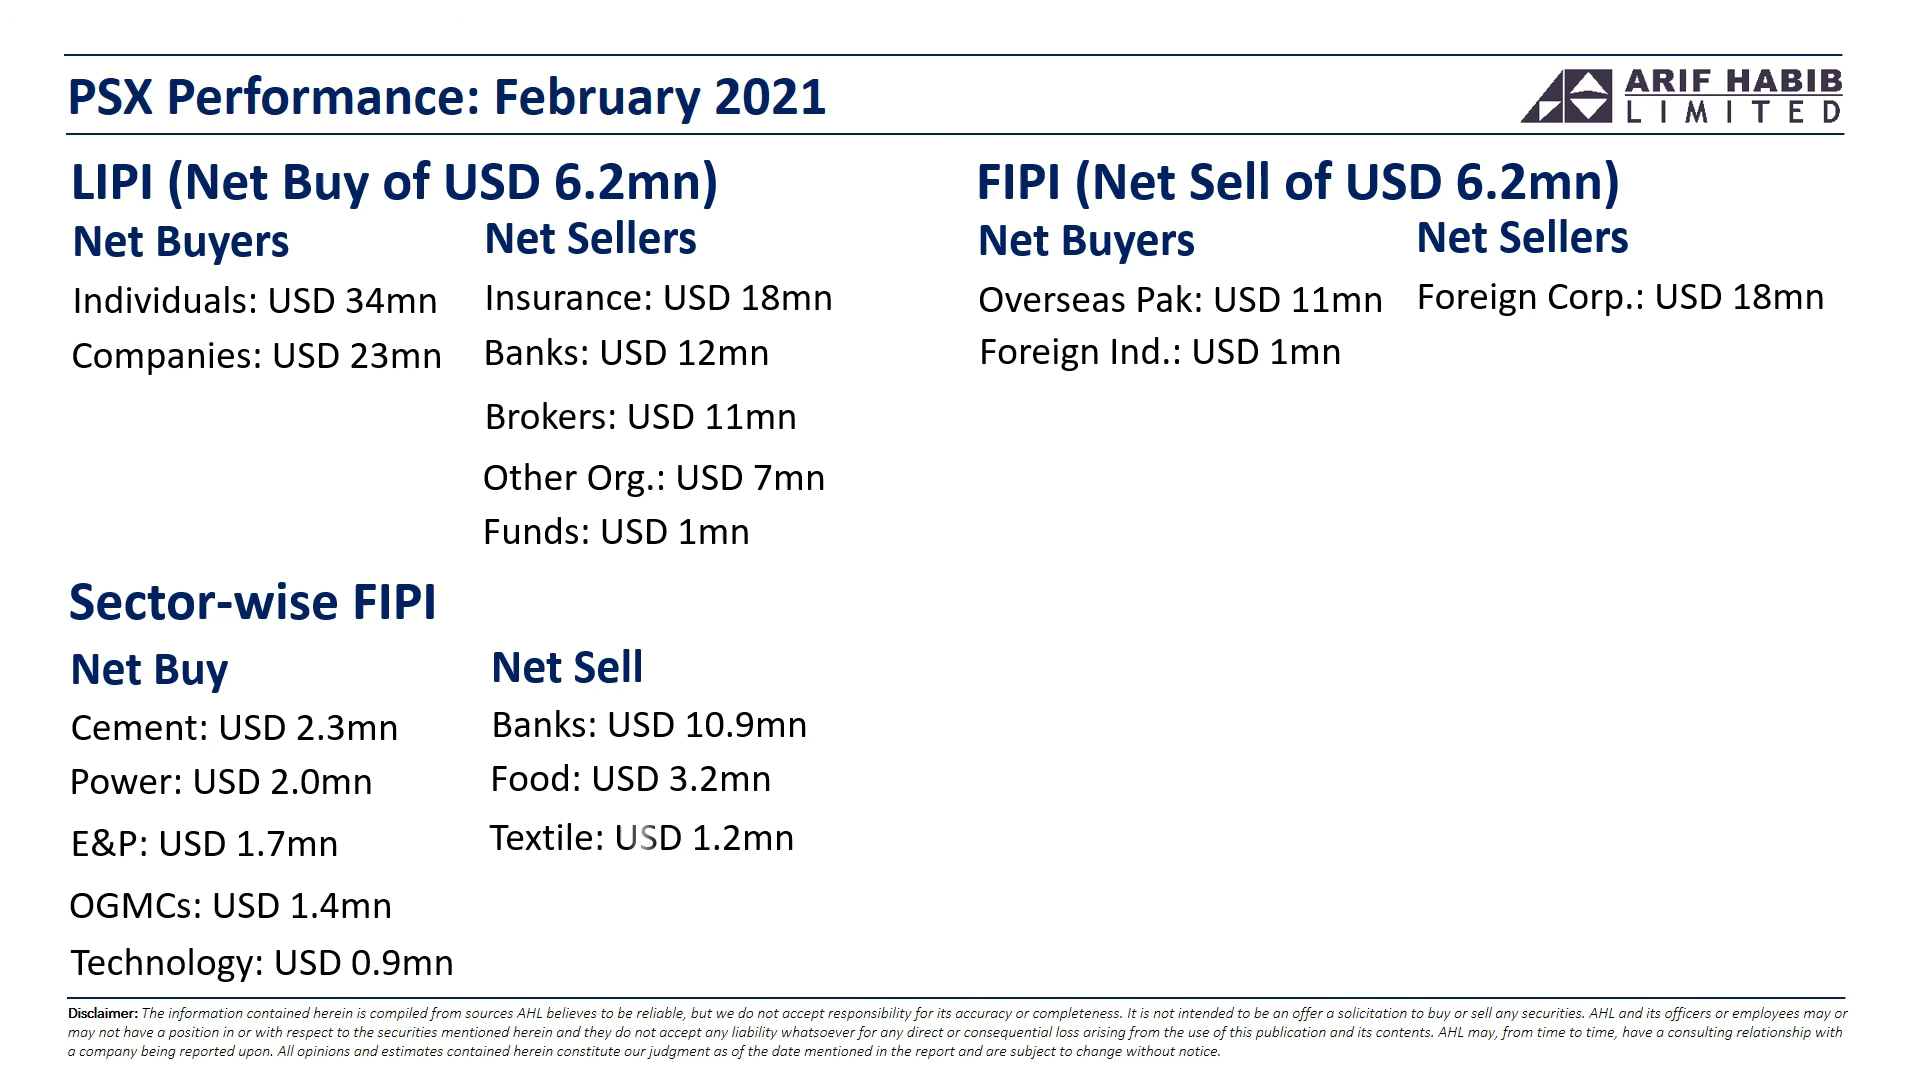 PSX Performance: February 2021
ARIF HABIB
LIMITED
LIPI (Net Buy of USD 6.2mn)
Net Buyers
Individuals: USD 34mn
Companies: USD 23mn
Net Sellers
Insurance: USD 18mn
Banks: USD 12mn
Brokers: USD 11mn
Other Org.: USD 7mn
Funds: USD 1mn
FIPI (Net Sell of USD 6.2mn)
Net Buyers
Overseas Pak: USD 11mn
Foreign Ind.: USD 1mn
Net Sellers
Foreign Corp.: USD 18mn
Sector-wise FIPI
Net Buy
Cement: USD 2.3mn
Power: USD 2.0mn
E&P: USD 1.7mn
OGMCs: USD 1.4mn
Technology: USD 0.9mn
Net Sell
Banks: USD 10.9mn
Food: USD 3.2mn
Textile: USD 1.2mn
Disclaimer: The information contained herein is compiled from sources AHL believes to be reliable, but we do not accept responsibility for its accuracy or completeness. It is not intended to be an offer a solicitation to buy or sell any securities. AHL and its officers or employees may or
may not have a position in or with respect to the securities mentioned herein and they do not accept any liability whatsoever for any direct or consequential loss arising from the use of this publication and its contents. AHL may, from time to time, have a consulting relationship with
a company being reported upon. All opinions and estimates contained herein constitute our judgment as of the date mentioned in the report and are subject to change without notice.